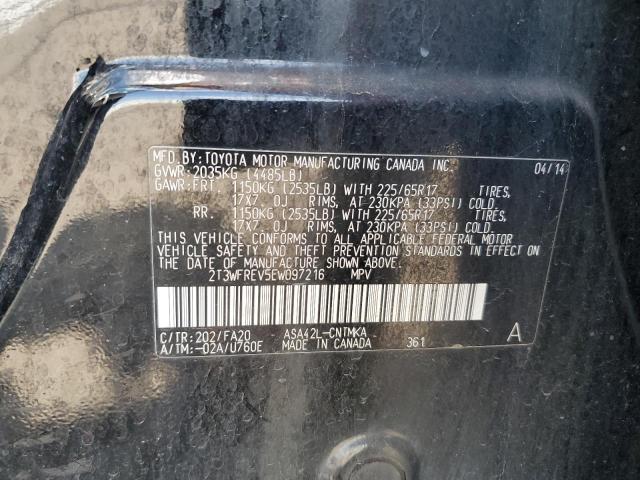 MFD.BY:TOYOTA MOTOR MANUFACTURING CANADA INC. 04/14
GVWR:2035KG (4485LB)
GAWR:FRT. 1150KG (2535LB) WITH 225/65R17 TIRES,
17X7. 0J RIMS, AT 230KPA (33PSI) COLD.
RR. 1150KG (2535LB) WITH 225/65R17 TIRES,
17X7. 0J RIMS, AT 230KPA (33PSI) COLD.
THIS VEHICLE CONFORMS TO ALL APPLICABLE FEDERAL MOTOR
VEHICLE SAFETY AND THEFT PREVENTION STANDARDS IN EFFECT ON
THE DATE OF MANUFACTURE SHOWN ABOVE.
2T3WFREV5EW097216 MPV
C/TR:202/FA20 ASA42L-CNTMKA
A/TM:-02A/U760E MADE IN CANADA 361 A